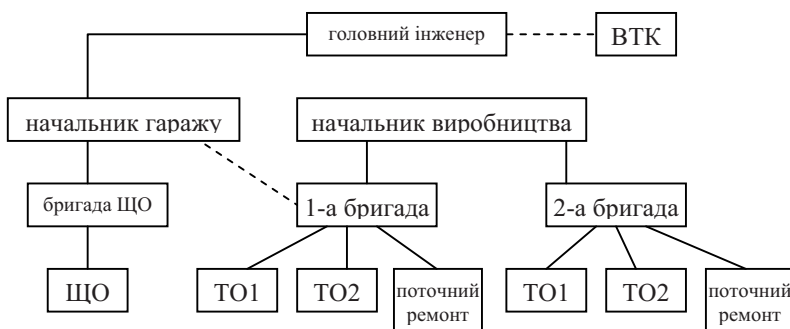 головний інженер
ВТК
начальник гаражу
начальник виробництва
бригада ЩО
1-а бригада
2-а бригада
ЩО
ТО1
ТО2
поточний
ремонт
ТО1
ТО2
поточний
ремонт